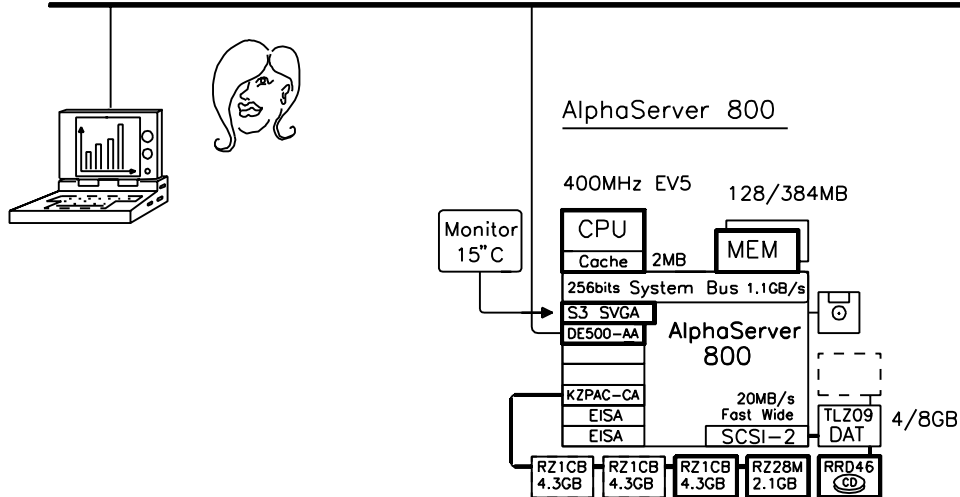 AlphaServer 800
400MHz EV5
128/384MB
Monitor
15"C
CPU
Cache
2MB
MEM
256bits System Bus 1.1GB/s
S3 SVGA
DE500-AA
AlphaServer
800
KZPAC-CA
EISA
EISA
20MB/s
Fast Wide
SCSI-2
TLZ09
DAT
4/8GB
RZ1CB
4.3GB
RZ1CB
4.3GB
RZ1CB
4.3GB
RZ28M
2.1GB
RRD46
CD